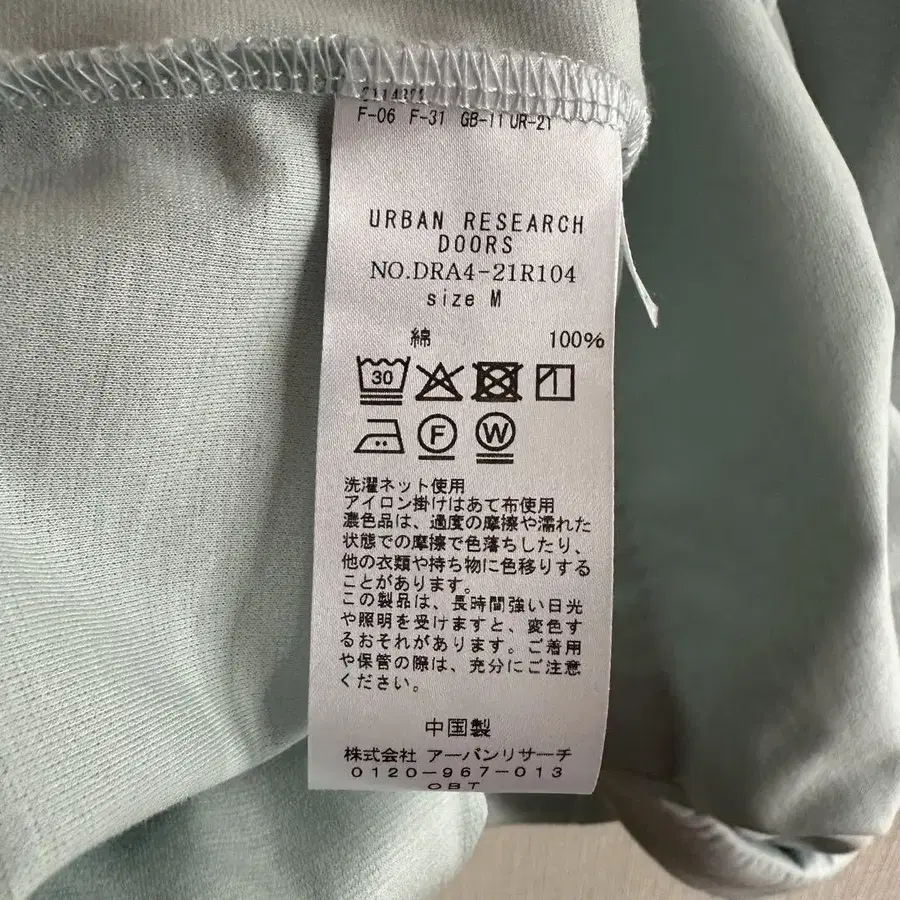 F-06 F-31 GB-11 UR-21
URBAN RESEARCH
DOORS
NO.DRA4-21R104
size M
綿 100%
30
F W
洗濯ネット使用
アイロン掛けはあて布使用
濃色品は、過度の摩擦や濡れた
状態での摩擦で色落ちしたり、
他の衣類や持ち物に色移りする
ことがあります。
この製品は、長時間強い日光
や照明を受けますと、変色す
るおそれがあります。ご着用
や保管の際は、充分にご注意
ください。
中国製
株式会社 アーバンリサーチ
0120-967-013
OBT